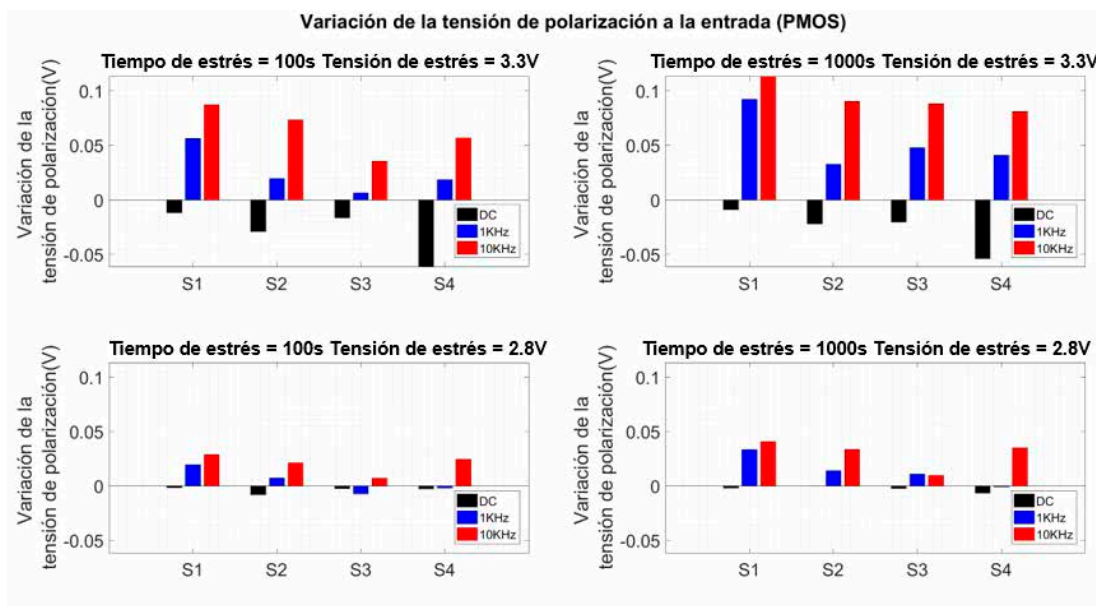 Variación de la tensión de polarización a la entrada (PMOS)
Tiempo de estrés = 100s Tensión de estrés = 3.3V
Variación de la
tensión de polarización(V)
0.1
0.05
0
-0.05
S1 S2 S3 S4
DC
1KHz
10KHz
Tiempo de estrés = 1000s Tensión de estrés = 3.3V
Variación de la
tensión de polarización(V)
0.1
0.05
0
-0.05
S1 S2 S3 S4
DC
1KHz
10KHz
Tiempo de estrés = 100s Tensión de estrés = 2.8V
Variación de la
tensión de polarización(V)
0.1
0.05
0
-0.05
S1 S2 S3 S4
DC
1KHz
10KHz
Tiempo de estrés = 1000s Tensión de estrés = 2.8V
Variación de la
tensión de polarización(V)
0.1
0.05
0
-0.05
S1 S2 S3 S4
DC
1KHz
10KHz